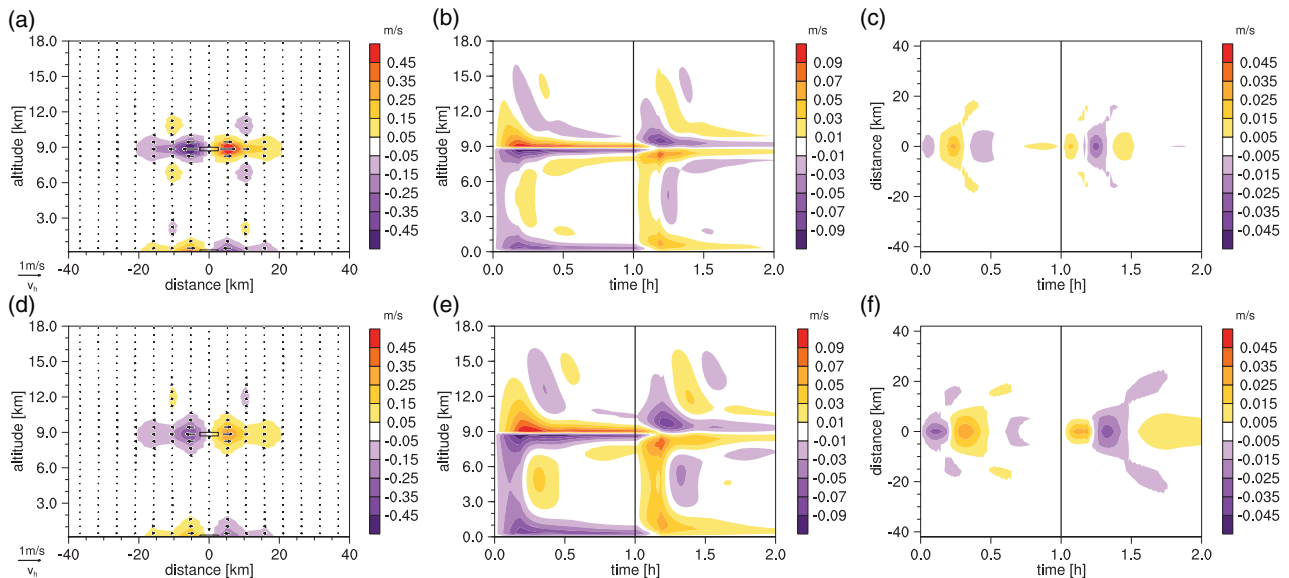 (a) (b) (c)
m/s m/s m/s
18.0 18.0 40
15.0 0.45 15.0 0.09 0.045
12.0 0.35 12.0 0.07 20 0.035
0.25 0.05 0.025
altitude [km] 9.0 0.15 altitude [km] 9.0 0.03 distance [km] 0 0.015
0.05 0.01 0.005
6.0 -0.05 6.0 -0.01 -0.005
-0.15 -0.03 -20 -0.015
3.0 -0.25 3.0 -0.05 -0.025
-0.35 -0.07 -0.035
-0.45 0.0 -0.09 -40 -0.045
-40 -20 0 20 40 0.0 0.5 1.0 1.5 2.0 0.0 0.5 1.0 1.5 2.0
1m/s
vh distance [km] time [h] time [h]
(d) (e) (f)
m/s m/s m/s
18.0 18.0 40
15.0 0.45 15.0 0.09 0.045
12.0 0.35 12.0 0.07 20 0.035
0.25 0.05 0.025
altitude [km] 9.0 0.15 altitude [km] 9.0 0.03 distance [km] 0 0.015
0.05 0.01 0.005
6.0 -0.05 6.0 -0.01 -0.005
-0.15 -0.03 -20 -0.015
3.0 -0.25 3.0 -0.05 -0.025
-0.35 -0.07 -0.035
-0.45 0.0 -0.09 -40 -0.045
-40 -20 0 20 40 0.0 0.5 1.0 1.5 2.0 0.0 0.5 1.0 1.5 2.0
1m/s
vh distance [km] time [h] time [h]